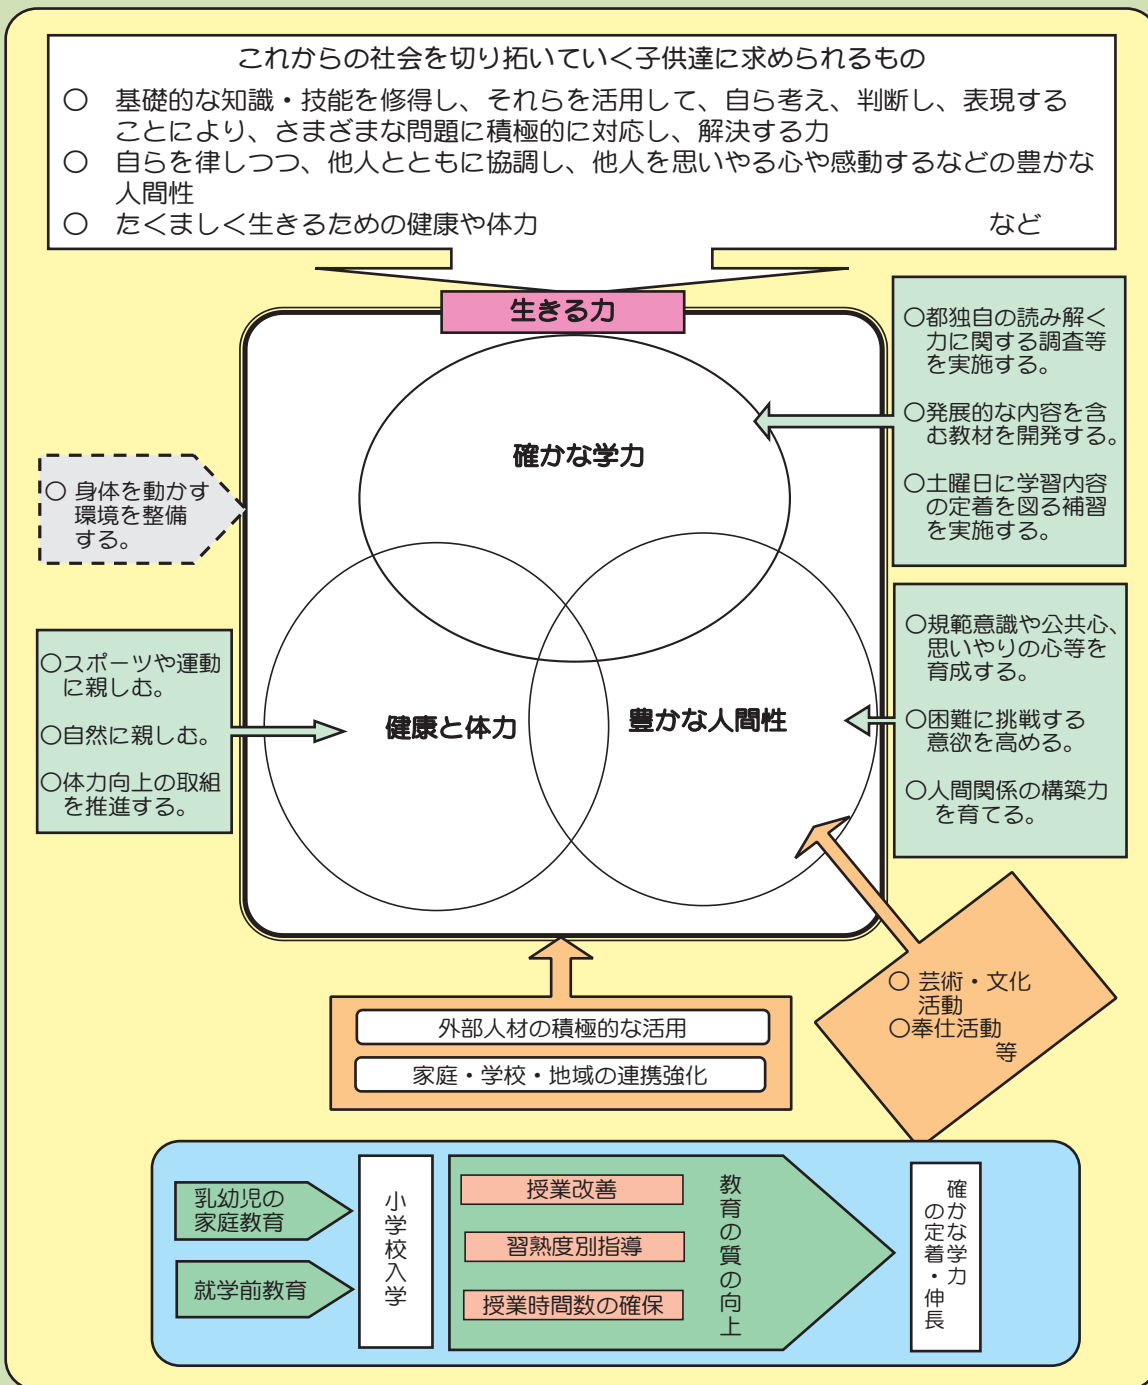 これからの社会を切り拓いていく子供達に求められるもの
○　基礎的な知識・技能を修得し、それらを活用して、自ら考え、判断し、表現する
ことにより、さまざまな問題に積極的に対応し、解決する力
○　自らを律しつつ、他人とともに協調し、他人を思いやる心や感動するなどの豊かな
人間性
○　たくましく生きるための健康や体力　など
生きる力
確かな学力
健康と体力
豊かな人間性
○都独自の読み解く
力に関する調査等
を実施する。
○発展的な内容を含
む教材を開発する。
○土曜日に学習内容
の定着を図る補習
を実施する。
○ 身体を動かす
環境を整備
する。
○スポーツや運動
に親しむ。
○自然に親しむ。
○体力向上の取組
を推進する。
○規範意識や公共心、
思いやりの心等を
育成する。
○困難に挑戦する
意欲を高める。
○人間関係の構築力
を育てる。
○ 芸術・文化
活動
○奉仕活動
等
外部人材の積極的な活用
家庭・学校・地域の連携強化
乳幼児の
家庭教育
就学前教育
小学校入学
授業改善
習熟度別指導
授業時間数の確保
教育の質の向上
確かな学力
の定着・伸長